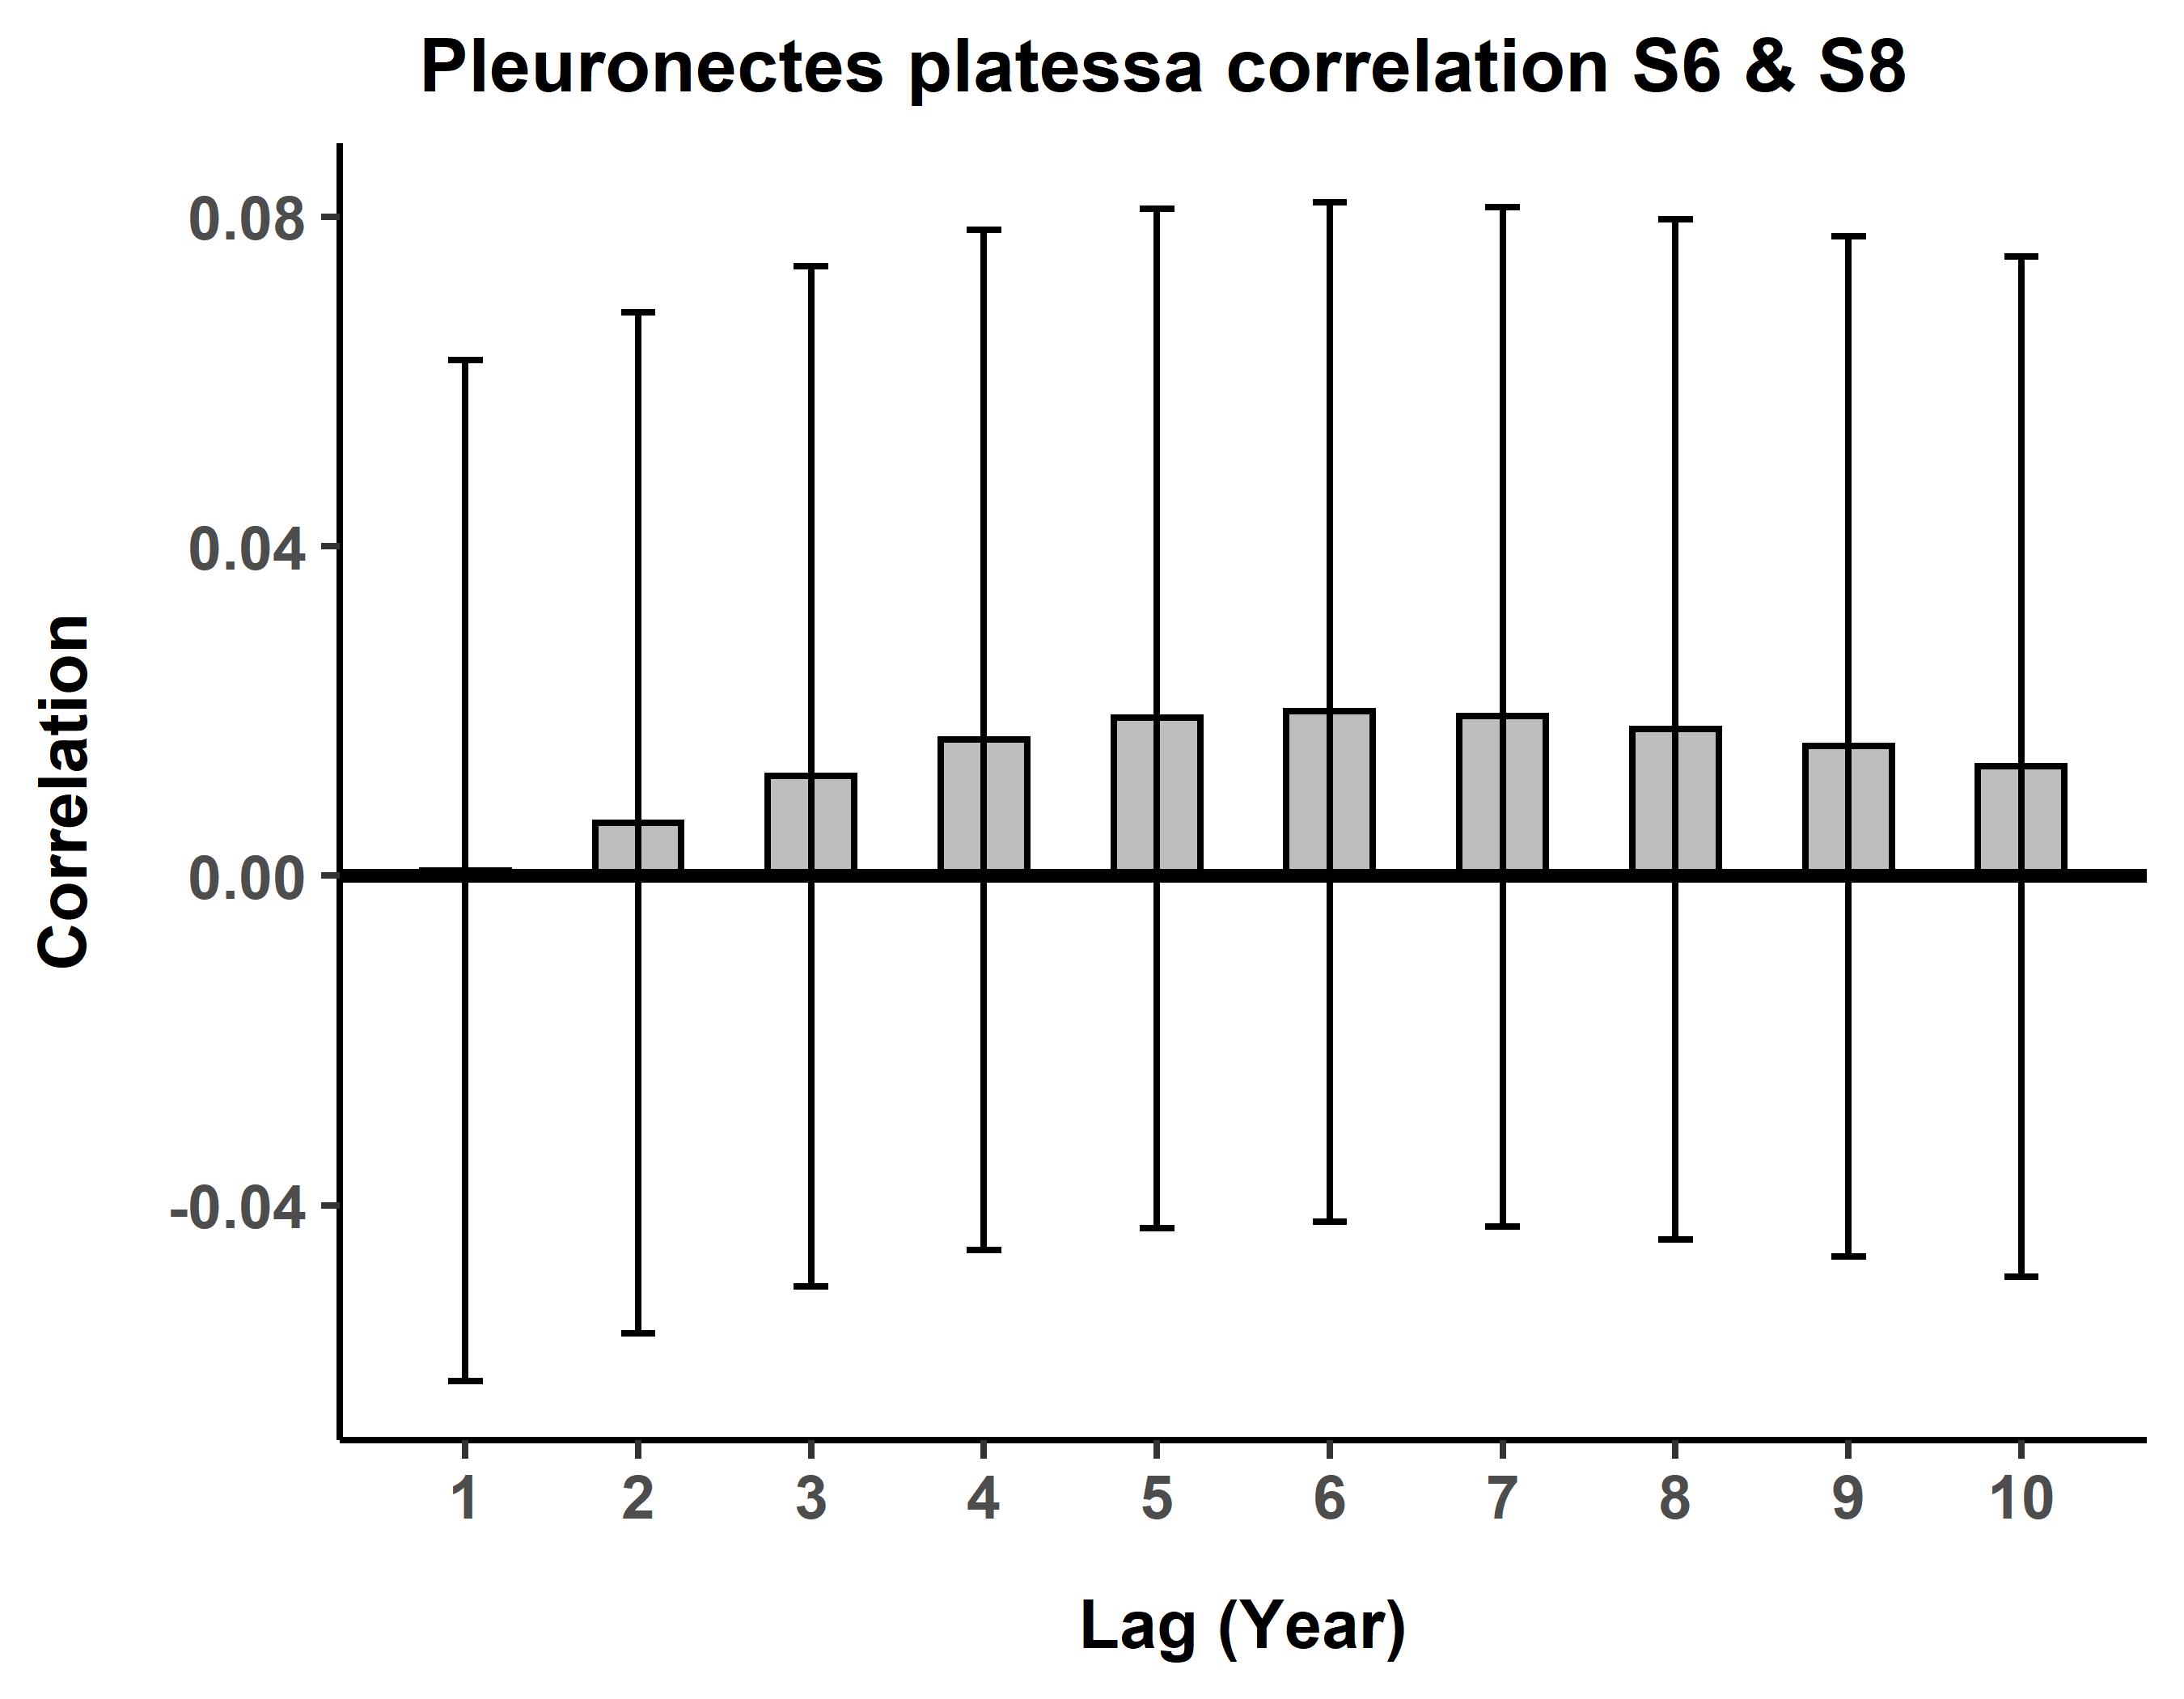 Pleuronectes platessa correlation S6 & S8
0.08
0.04
0.00
-0.04
Correlation
1 2 3 4 5 6 7 8 9 10
Lag (Year)